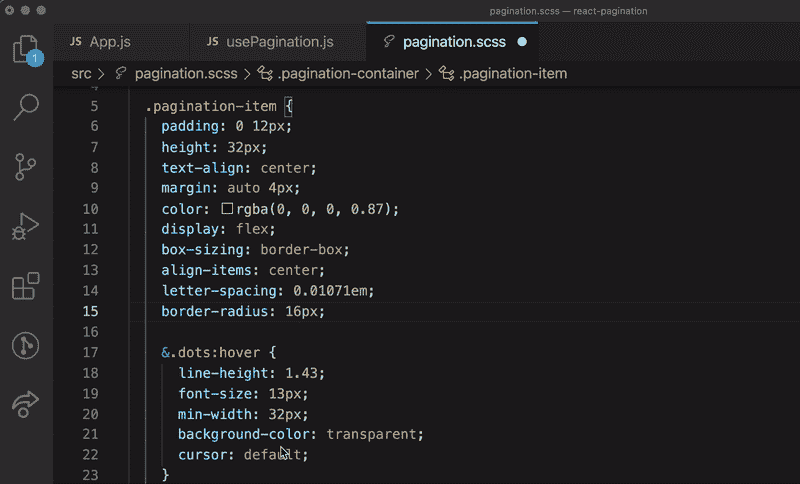 pagination.scss — react-pagination
JS App.js
JS usePagination.js
pagination.scss
1
src > pagination.scss > .pagination-container > .pagination-item
5 .pagination-item {
6 padding: 0 12px;
7 height: 32px;
8 text-align: center;
9 margin: auto 4px;
10 color: rgba(0, 0, 0, 0.87);
11 display: flex;
12 box-sizing: border-box;
13 align-items: center;
14 letter-spacing: 0.01071em;
15 border-radius: 16px;
16
17 &.dots:hover {
18 line-height: 1.43;
19 font-size: 13px;
20 min-width: 32px;
21 background-color: transparent;
22 cursor: default;
23 }